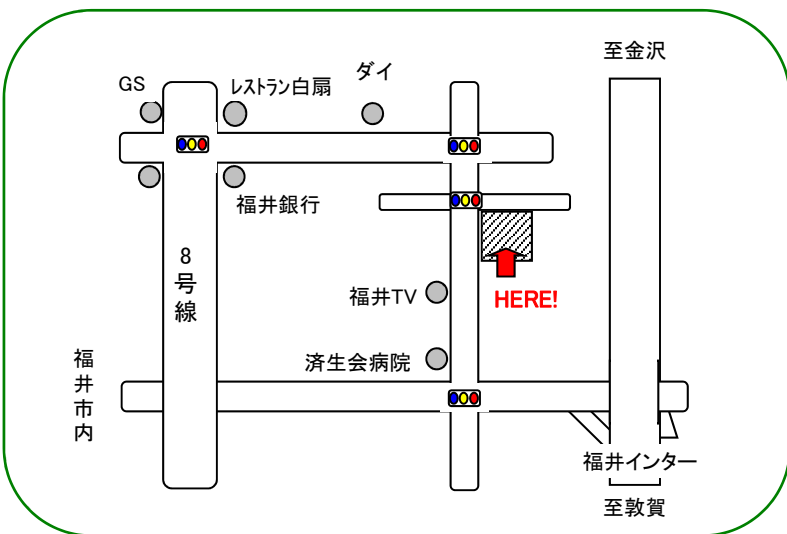 至金沢
GS
レストラン白扇
ダイ
福井銀行
8号線
福井TV
HERE!
済生会病院
福井市内
福井インター
至敦賀